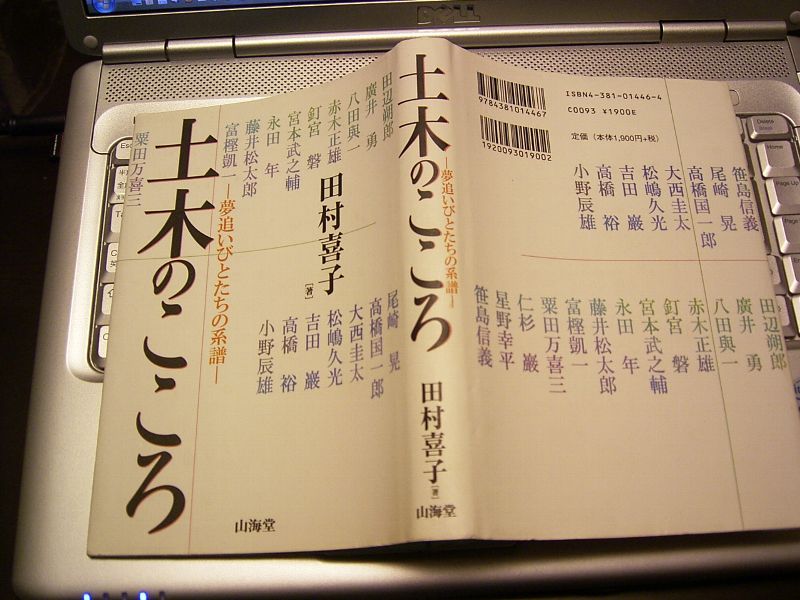 DELL
田辺朔郎
廣井 勇
八田與一
赤木正雄
釘宮 磐
宮本武之輔
永田 年
藤井松太郎
富樫凱一
粟田万喜三
土木のこころ
―夢追いびとたちの系譜―
田村喜子[著]
尾崎 晃
高橋国一郎
大西圭太
松嶋久光
吉田 巌
高橋 裕
小野辰雄
山海堂
土木のこころ
―夢追いびとたちの系譜―
田村喜子[著]
山海堂
9784381014467
1920093019002
ISBN4-381-01446-4
C0093 ¥1900E
定価(本体1,900円+税)
笹島信義
尾崎 晃
高橋国一郎
大西圭太
松嶋久光
吉田 巌
高橋 裕
小野辰雄
田辺朔郎
廣井 勇
八田與一
赤木正雄
釘宮 磐
宮本武之輔
永田 年
藤井松太郎
富樫凱一
粟田万喜三
仁杉 巖
星野幸平
笹島信義
Delete
Home
Page Up